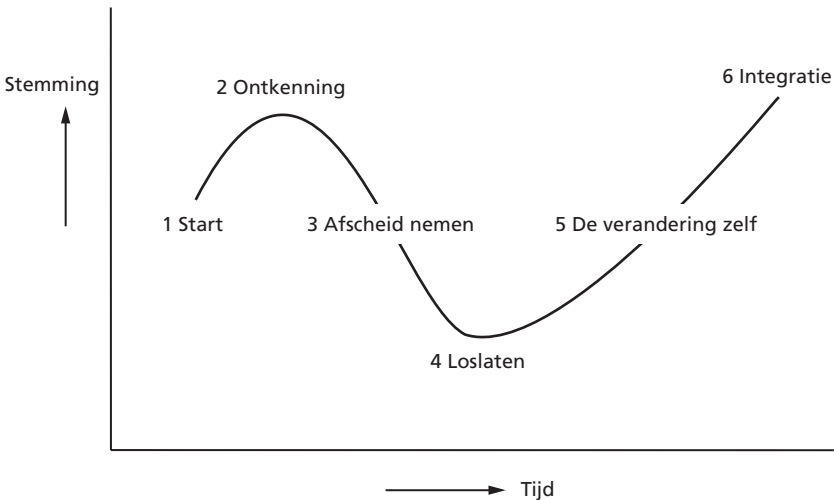 Stemming
2 Ontkenning
6 Integratie
1 Start
3 Afscheid nemen
5 De verandering zelf
4 Loslaten
Tijd